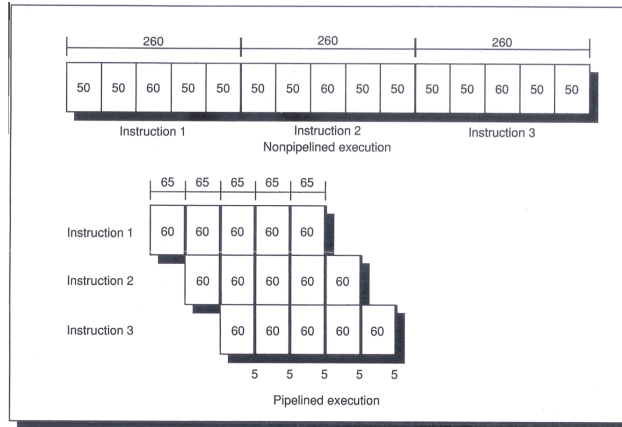 260 260 260
50 50 60 50 50 50 50 60 50 50 50 50 60 50 50
Instruction 1 Instruction 2 Instruction 3
Nonpipelined execution
65 65 65 65 65
Instruction 1 60 60 60 60 60
Instruction 2 60 60 60 60 60
Instruction 3 60 60 60 60 60
5 5 5 5 5
Pipelined execution